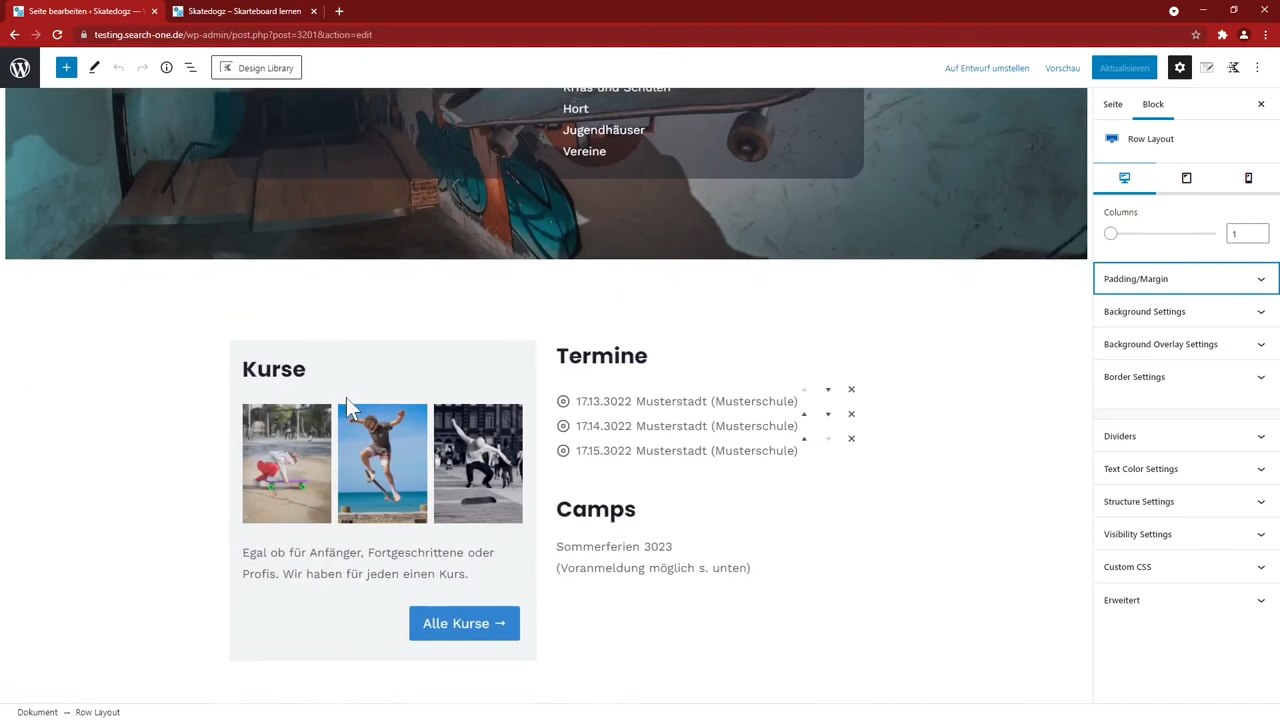 Seite bearbeiten ‹ Skatedogz —
Skatedogz – Skarteboard lernen
testing.search-one.de/wp-admin/post.php?post=3201&action=edit
Design Library
Auf Entwurf umstellen
Vorschau
Aktualisieren
Kritas und Schulen
Hort
Jugendhäuser
Vereine
Kurse
Egal ob für Anfänger, Fortgeschrittene oder
Profis. Wir haben für jeden einen Kurs.
Alle Kurse →
Termine
17.13.3022 Musterstadt (Musterschule)
17.14.3022 Musterstadt (Musterschule)
17.15.3022 Musterstadt (Musterschule)
Camps
Sommerferien 3023
(Voranmeldung möglich s. unten)
Seite
Block
Row Layout
Columns
1
Padding/Margin
Background Settings
Background Overlay Settings
Border Settings
Dividers
Text Color Settings
Structure Settings
Visibility Settings
Custom CSS
Erweitert
Dokument → Row Layout